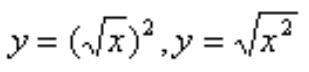 y = (√x)², y = √x²